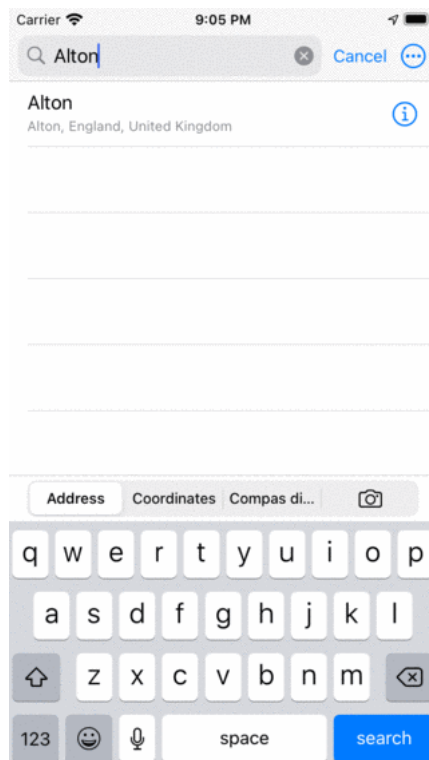 Carrier 9:05 PM
Alton Cancel
Alton
Alton, England, United Kingdom
Address Coordinates Compas di...
q w e r t y u i o p
a s d f g h j k l
z x c v b n m
123 space search